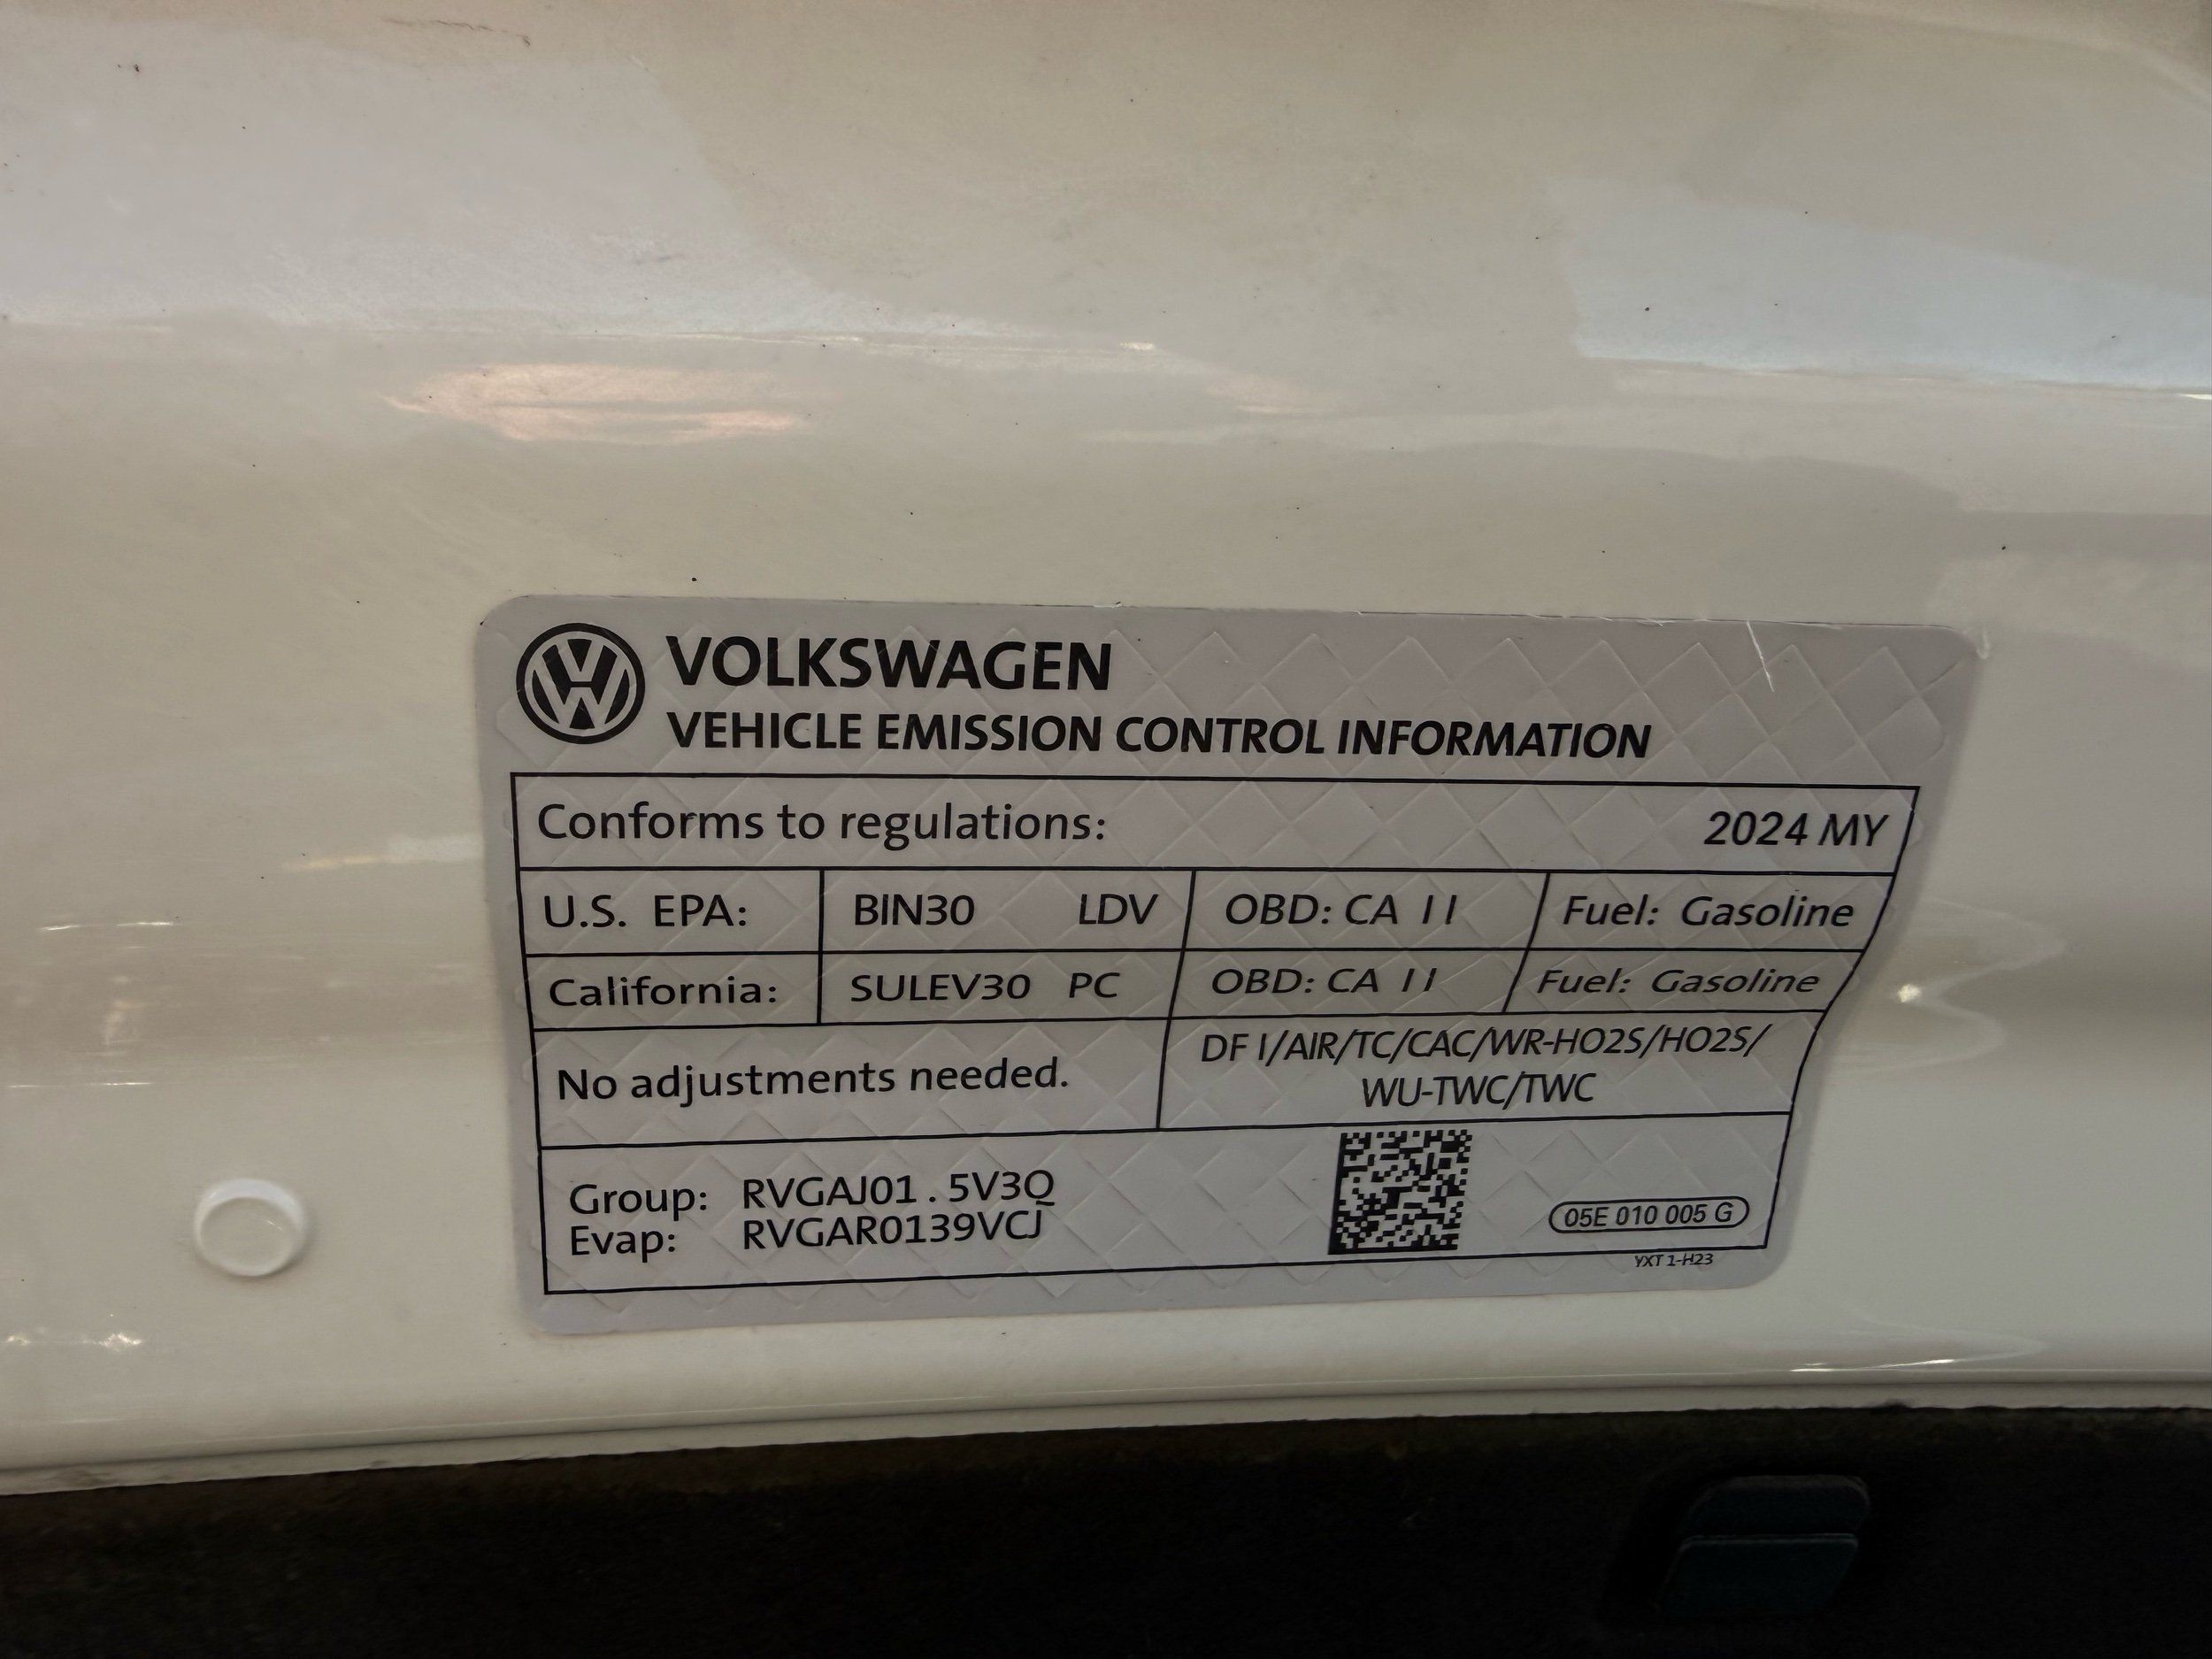 VOLKSWAGEN
VEHICLE EMISSION CONTROL INFORMATION
Conforms to regulations: 2024 MY
U.S. EPA: BIN30 LDV OBD: CA II Fuel: Gasoline
California: SULEV30 PC OBD: CA II Fuel: Gasoline
No adjustments needed.
DF I/AIR/TC/CAC/WR-HO2S/HO2S/
WU-TWC/TWC
Group: RVGAJ01.5V3Q
Evap: RVGAR0139VCJ
05E 010 005 G
YXT 1-H23